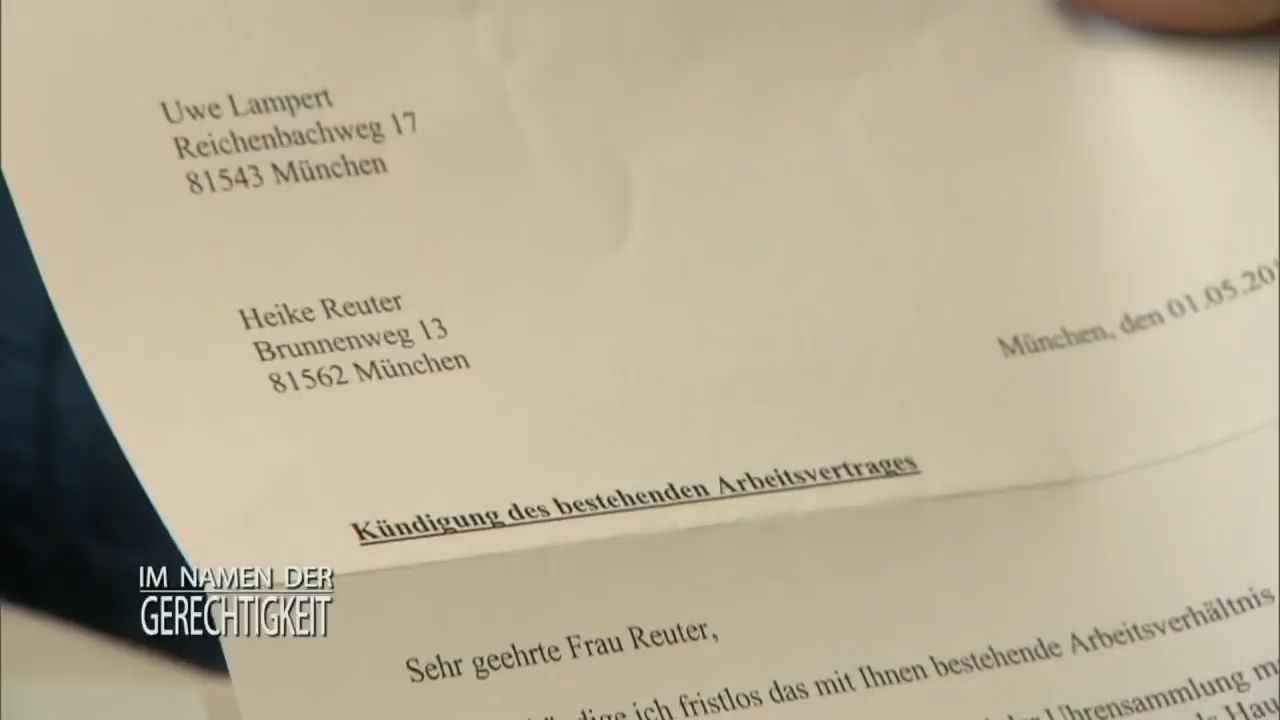 Uwe Lampert
Reichenbachweg 17
81543 München
Heike Reuter
Brunnenweg 13
81562 München
München, den 01.05.20
Kündigung des bestehenden Arbeitsvertrages
Sehr geehrte Frau Reuter,
ich fristlos das mit Ihnen bestehende Arbeitsverhältnis
Uhrensammlung
IM NAMEN DER
GERECHTIGKEIT